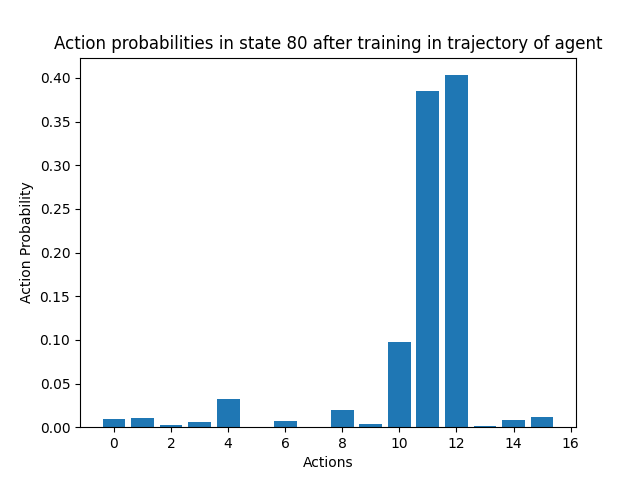 Action probabilities in state 80 after training in trajectory of agent
0.40
0.35
0.30
0.25
0.20
0.15
0.10
0.05
0.00
Action Probability
0 2 4 6 8 10 12 14 16
Actions